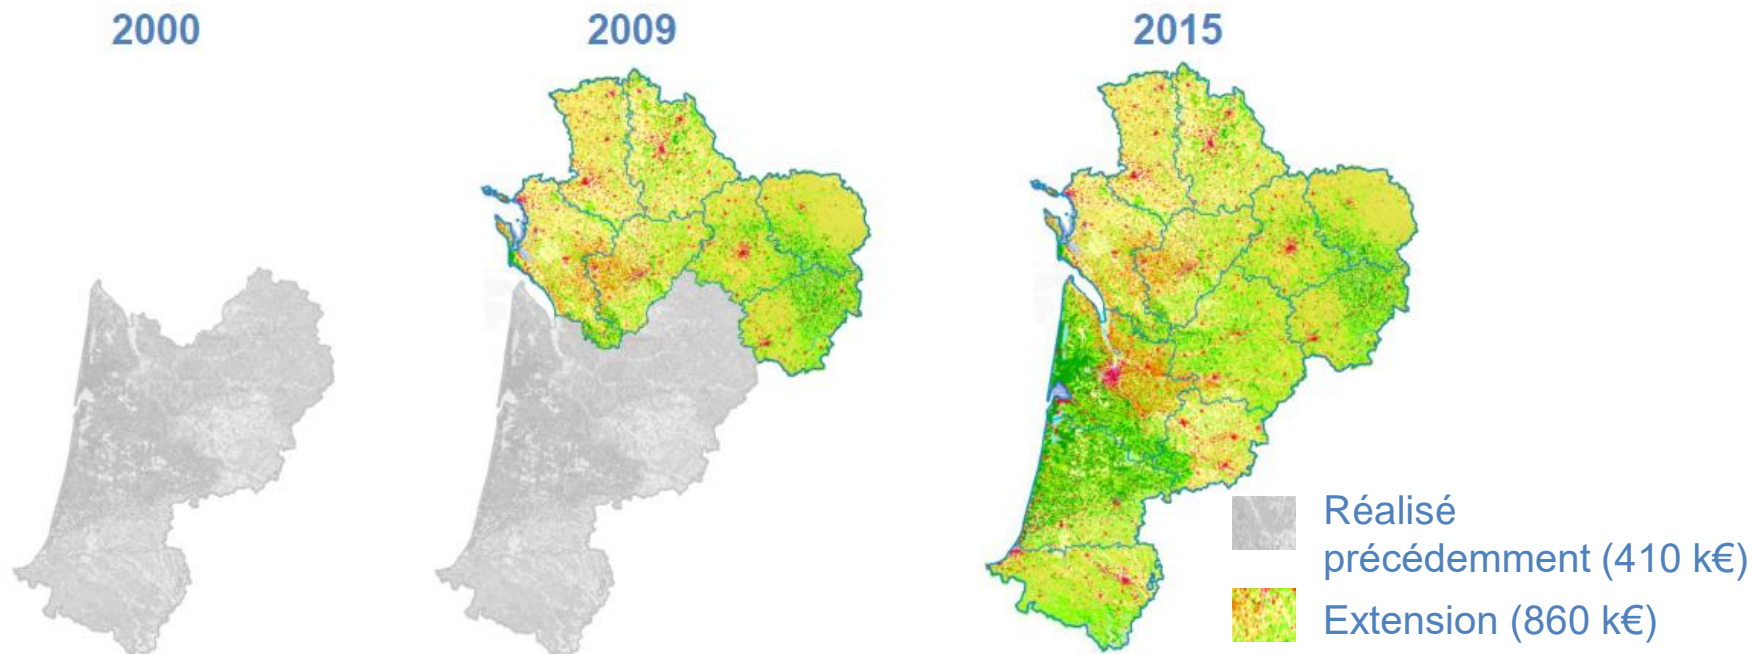 2000
2009
2015
Réalisé
précédemment (410 k€)
Extension (860 k€)